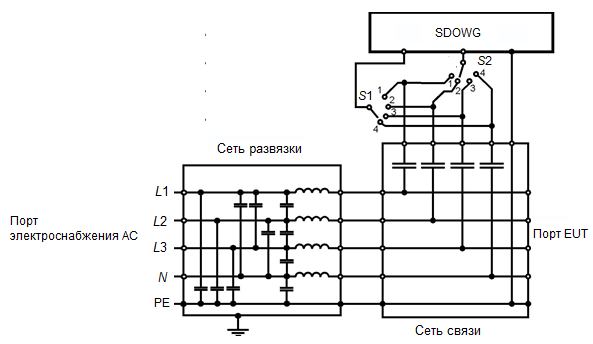 SDOWG
S2
1
2
3
4
S1
1
2
3
4
Сеть развязки
L1
L2
L3
N
PE
Порт
электроснабжения AC
Порт EUT
Сеть связи